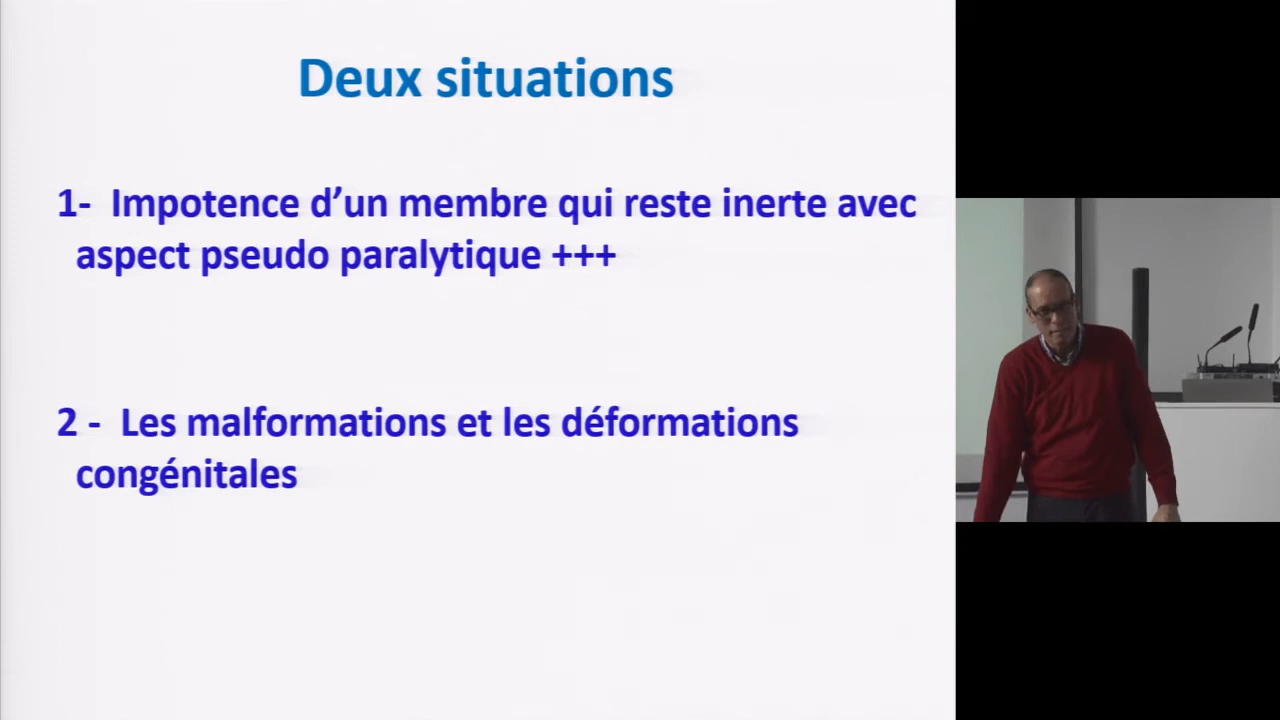 Deux situations
1- Impotence d’un membre qui reste inerte avec
aspect pseudo paralytique +++
2 - Les malformations et les déformations
congénitales